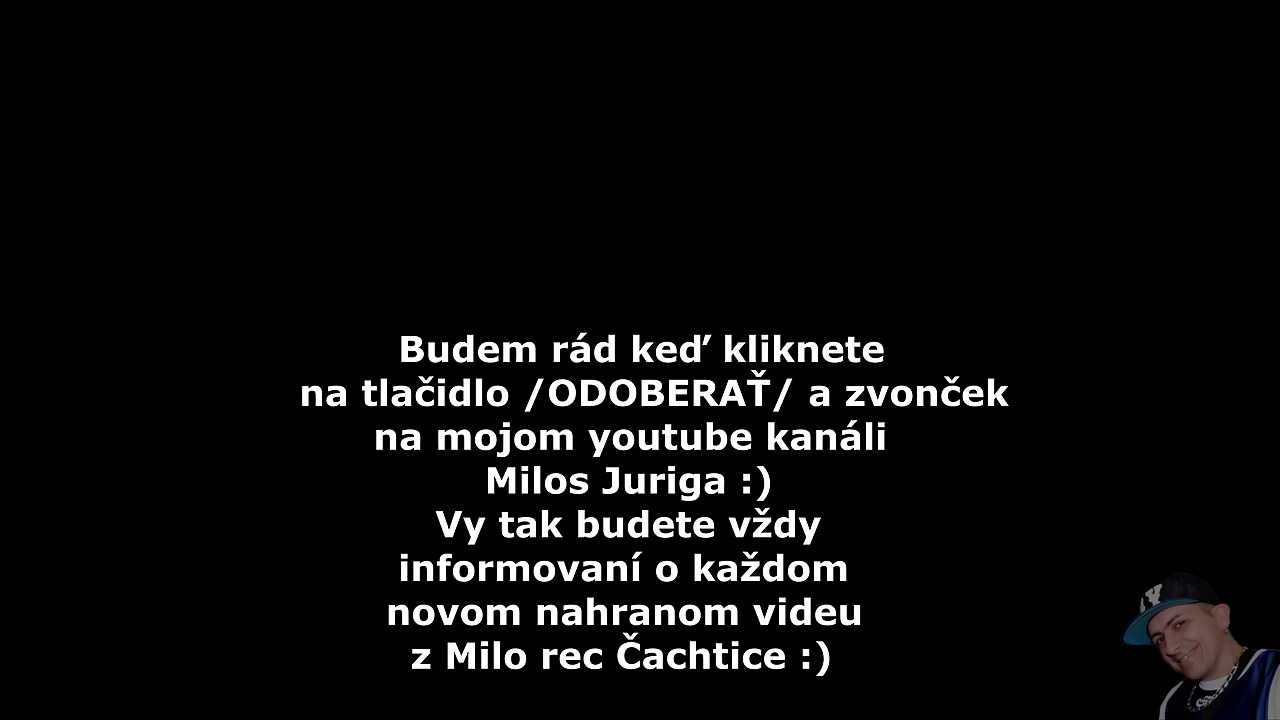 Budem rád keď kliknete
na tlačidlo /ODOBERAŤ/ a zvonček
na mojom youtube kanáli
Milos Juriga :)
Vy tak budete vždy
informovaní o každom
novom nahranom videu
z Milo rec Čachtice :)